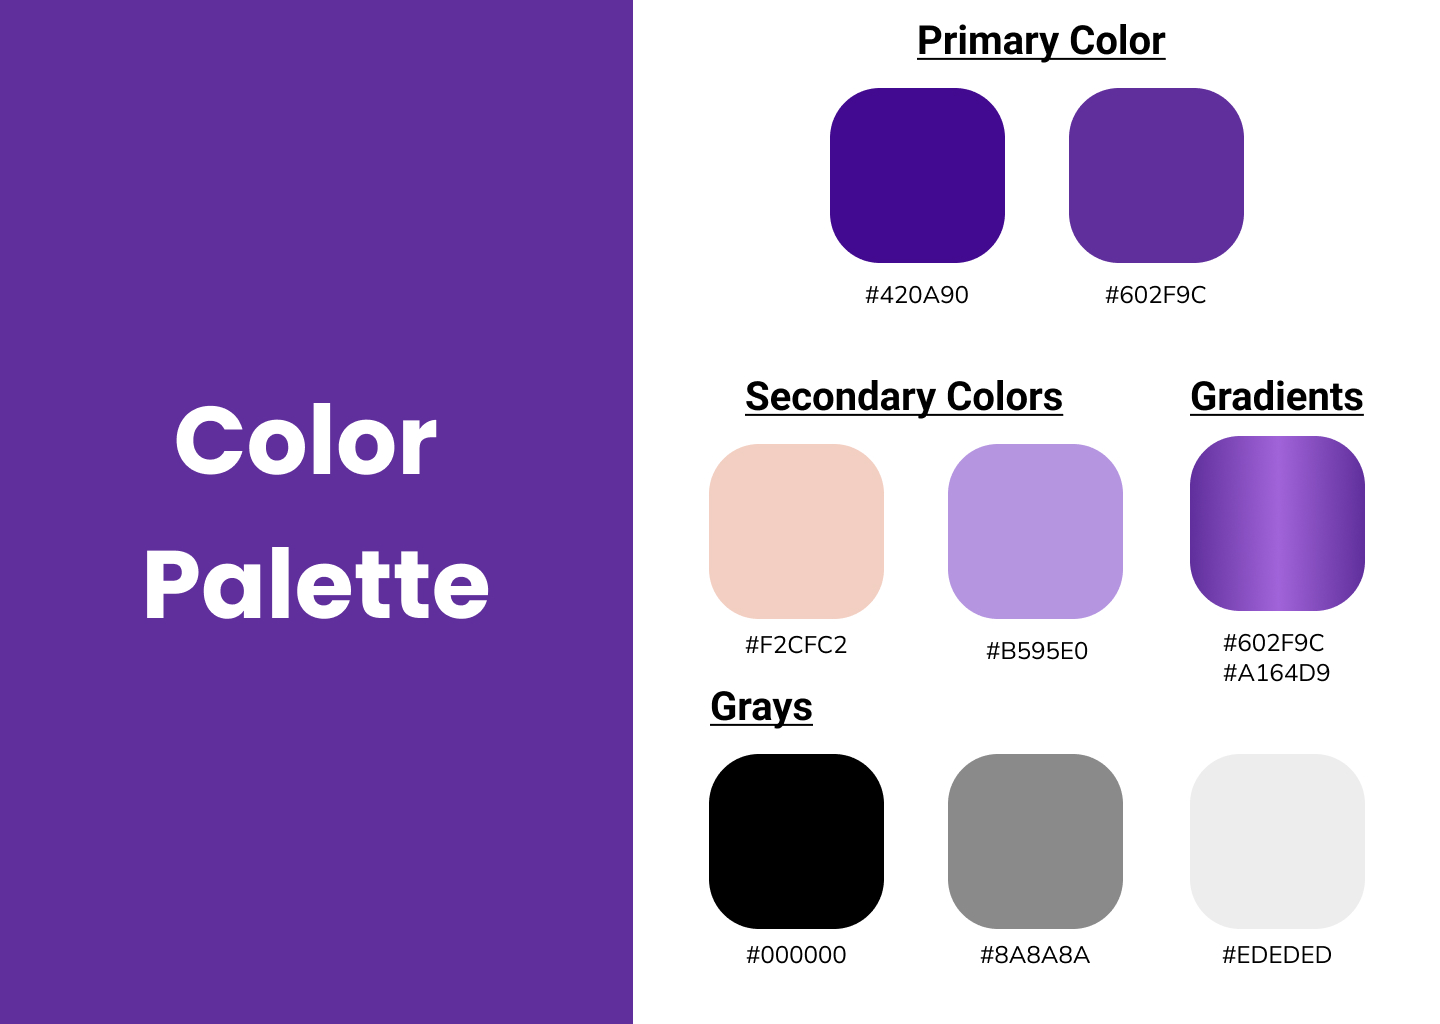 Color
Palette
Primary Color
#420A90
#602F9C
Secondary Colors
#F2CFC2
#B595E0
Gradients
#602F9C
#A164D9
Grays
#000000
#8A8A8A
#EDEDED